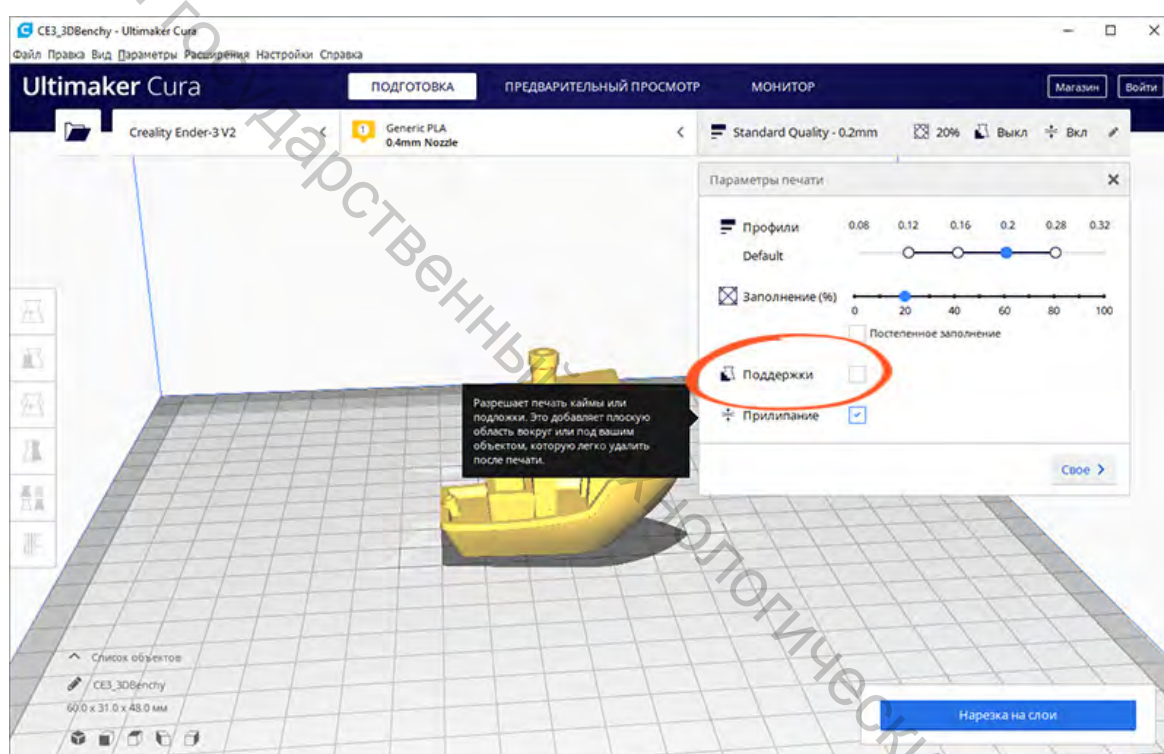 CE3_3DBenchy - Ultimaker Cura
Файл Правка Вид Параметры Расширения Настройки Справка
Ultimaker Cura
ПОДГОТОВКА
ПРЕДВАРИТЕЛЬНЫЙ ПРОСМОТР
МОНИТОР
Магазин
Войти
Creality Ender-3 V2
1
Generic PLA
0.4mm Nozzle
Standard Quality - 0.2mm
20%
Выкл
Вкл
Параметры печати
Профили
0.08 0.12 0.16 0.2 0.28 0.32
Default
Заполнение (%)
0 20 40 60 80 100
Постепенное заполнение
Поддержки
Прилипание
Разрешает печать каймы или
подложки. Это добавляет плоскую
область вокруг или под вашим
объектом, которую легко удалить
после печати.
Свое
Список объектов
CE3_3DBenchy
60.0 x 31.0 x 48.0 мм
Нарезка на слои
государственный
технологический